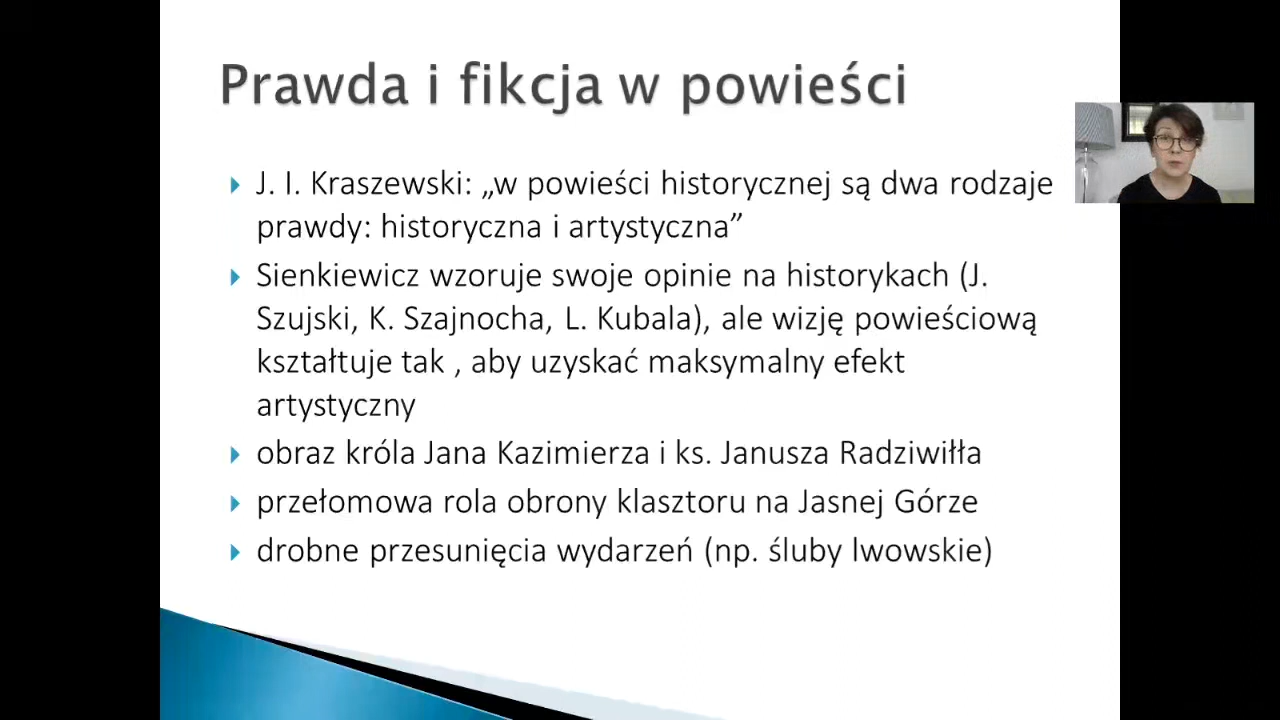 Prawda i fikcja w powieści
J. I. Kraszewski: „w powieści historycznej są dwa rodzaje
prawdy: historyczna i artystyczna”
Sienkiewicz wzoruje swoje opinie na historykach (J.
Szujski, K. Szajnocha, L. Kubala), ale wizję powieściową
kształtuje tak , aby uzyskać maksymalny efekt
artystyczny
obraz króla Jana Kazimierza i ks. Janusza Radziwiłła
przełomowa rola obrony klasztoru na Jasnej Górze
drobne przesunięcia wydarzeń (np. śluby lwowskie)